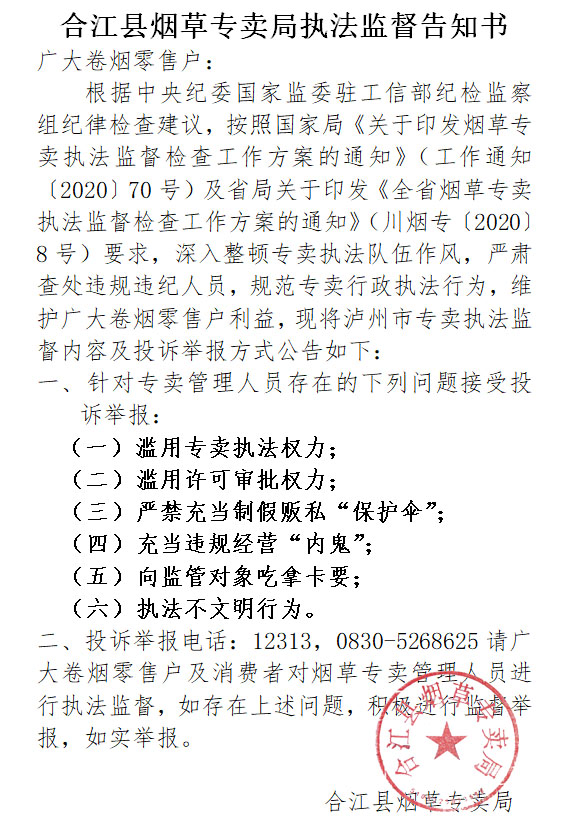 合江县烟草专卖局执法监督告知书
广大卷烟零售户：
根据中央纪委国家监委驻工信部纪检监察
组纪律检查建议，按照国家局《关于印发烟草专
卖执法监督检查工作方案的通知》（工作通知
〔2020〕70 号）及省局关于印发《全省烟草专卖
执法监督检查工作方案的通知》（川烟专〔2020〕
8 号）要求，深入整顿专卖执法队伍作风，严肃
查处违规违纪人员，规范专卖行政执法行为，维
护广大卷烟零售户利益，现将泸州市专卖执法监
督内容及投诉举报方式公告如下：
一、针对专卖管理人员存在的下列问题接受投
诉举报：
（一）滥用专卖执法权力；
（二）滥用许可审批权力；
（三）严禁充当制假贩私“保护伞”；
（四）充当违规经营“内鬼”；
（五）向监管对象吃拿卡要；
（六）执法不文明行为。
二、投诉举报电话：12313，0830-5268625 请广
大卷烟零售户及消费者对烟草专卖管理人员进
行执法监督，如存在上述问题，积极进行监督举
报，如实举报。
合江县烟草专卖局
合江县烟草专卖局